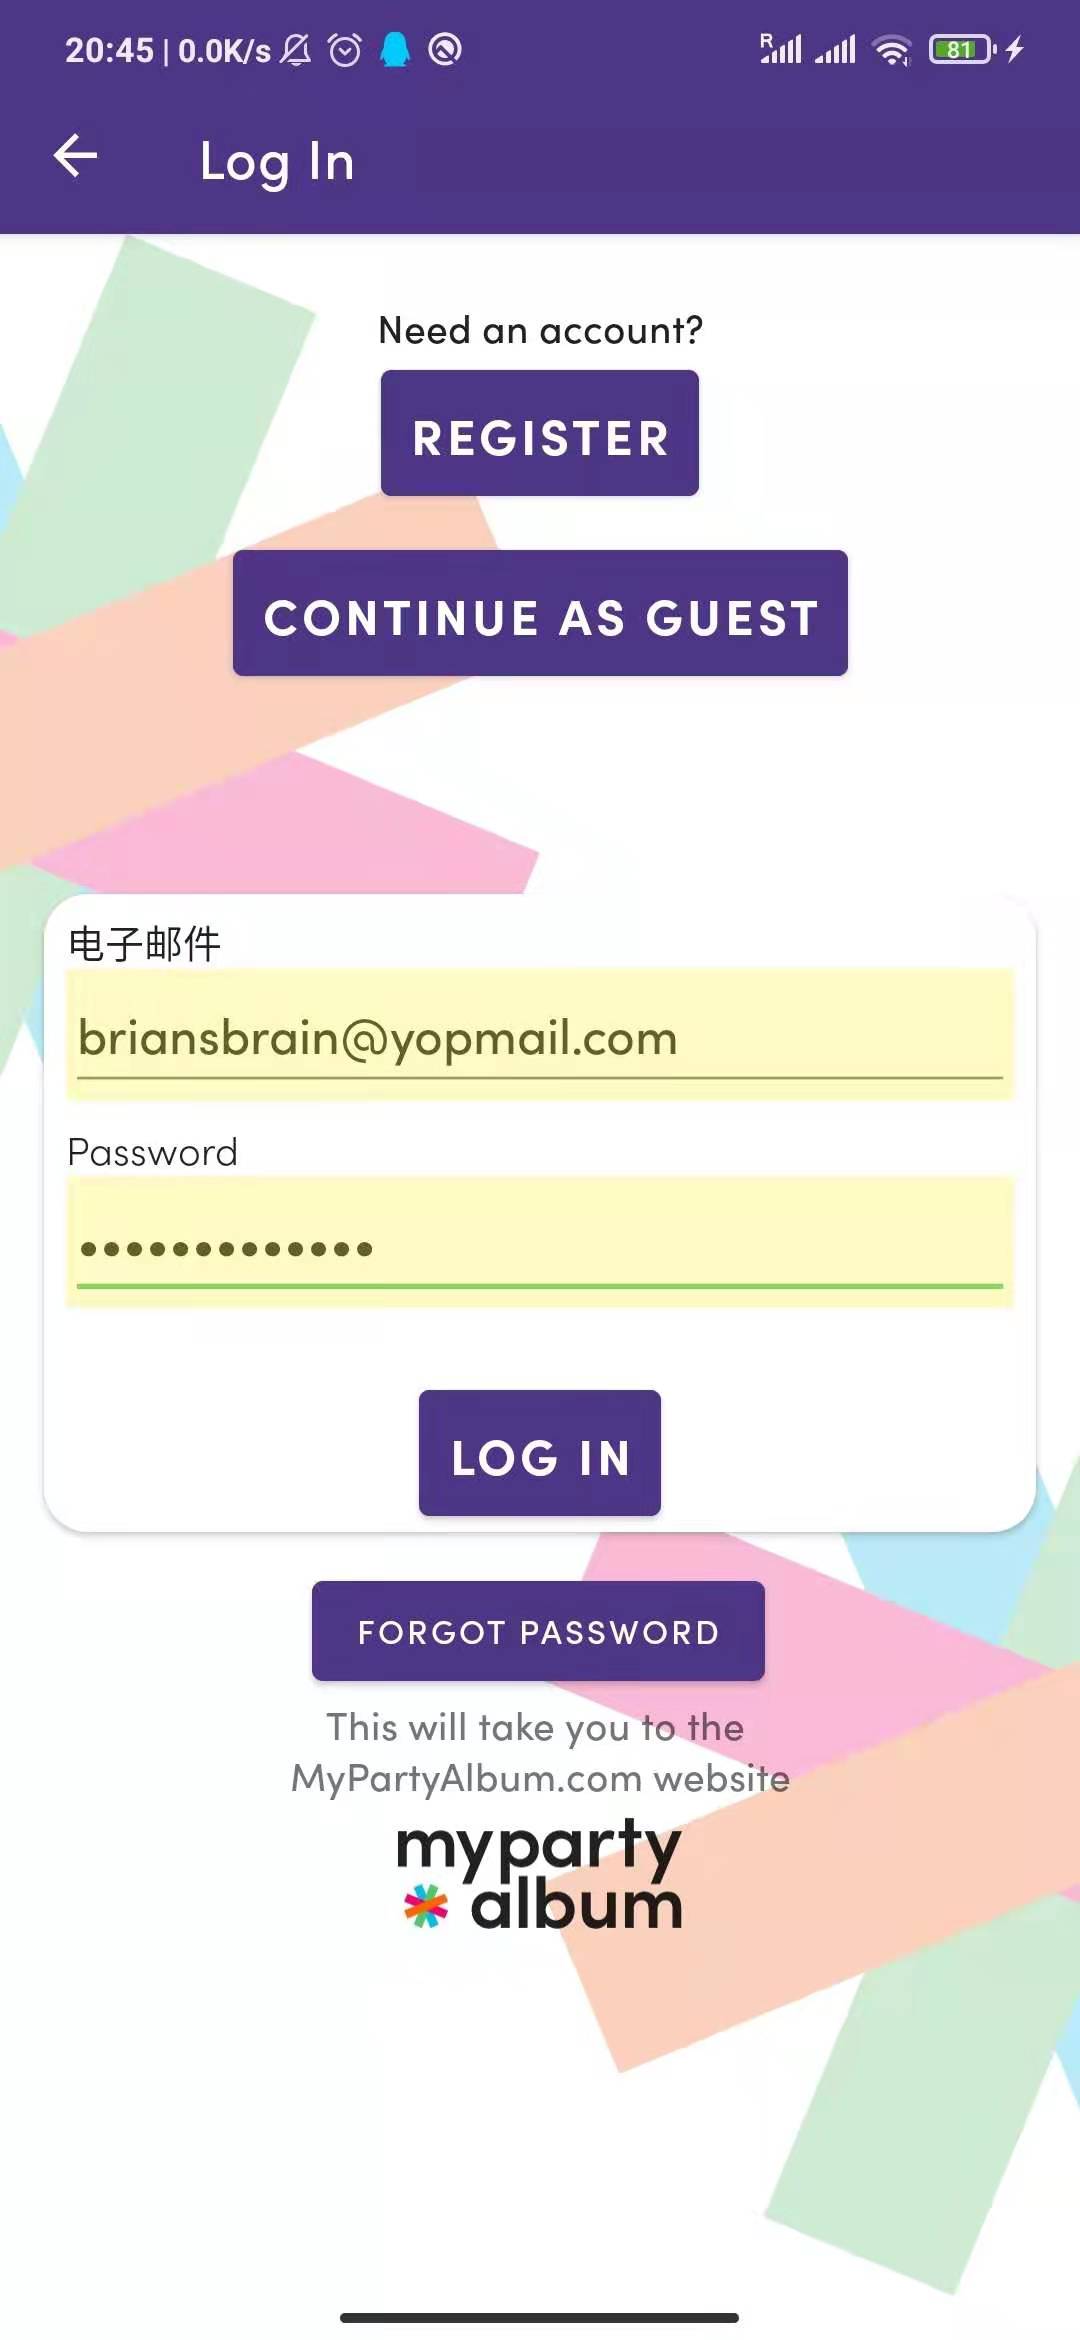 20:45 | 0.0K/s
R
81
Log In
Need an account?
REGISTER
CONTINUE AS GUEST
电子邮件
briansbrain@yopmail.com
Password
•••••••••••••
LOG IN
FORGOT PASSWORD
This will take you to the
MyPartyAlbum.com website
myparty
album